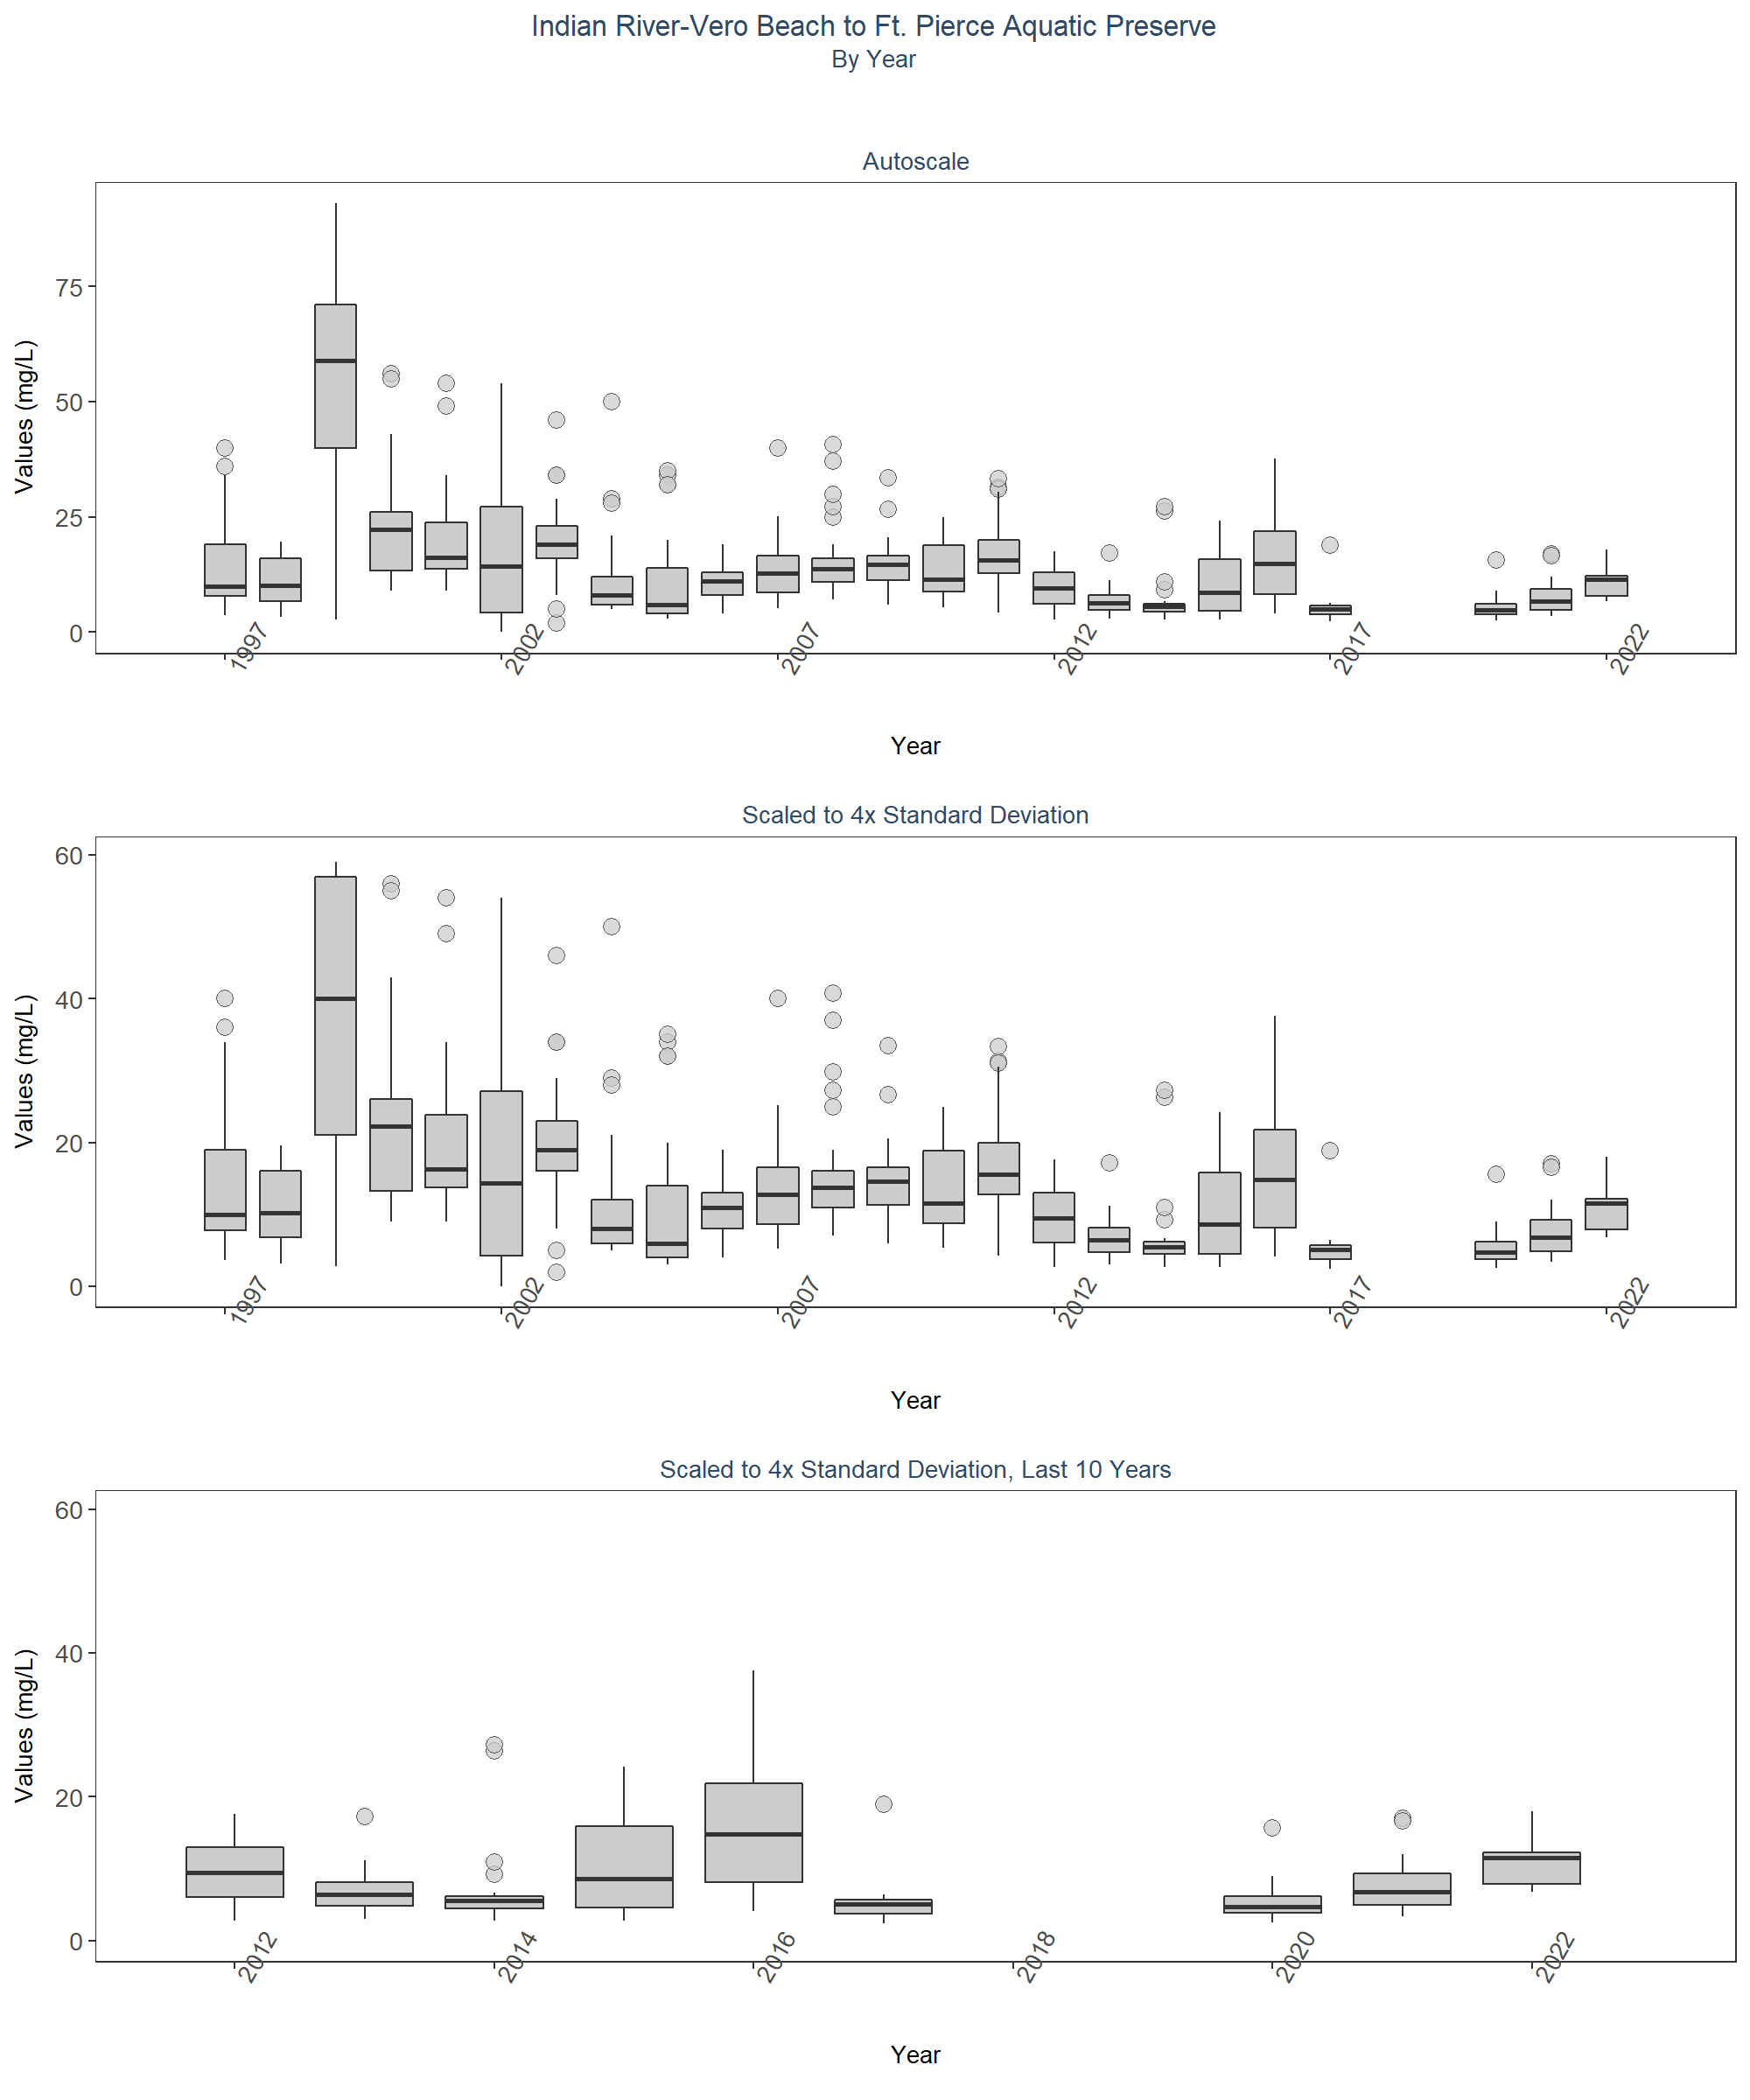 Indian River-Vero Beach to Ft. Pierce Aquatic Preserve
By Year
Autoscale
Values (mg/L)
75
50
25
0
1997
2002
2007
2012
2017
2022
Year
Scaled to 4x Standard Deviation
Values (mg/L)
60
40
20
0
1997
2002
2007
2012
2017
2022
Year
Scaled to 4x Standard Deviation, Last 10 Years
Values (mg/L)
60
40
20
0
2012
2014
2016
2018
2020
2022
Year